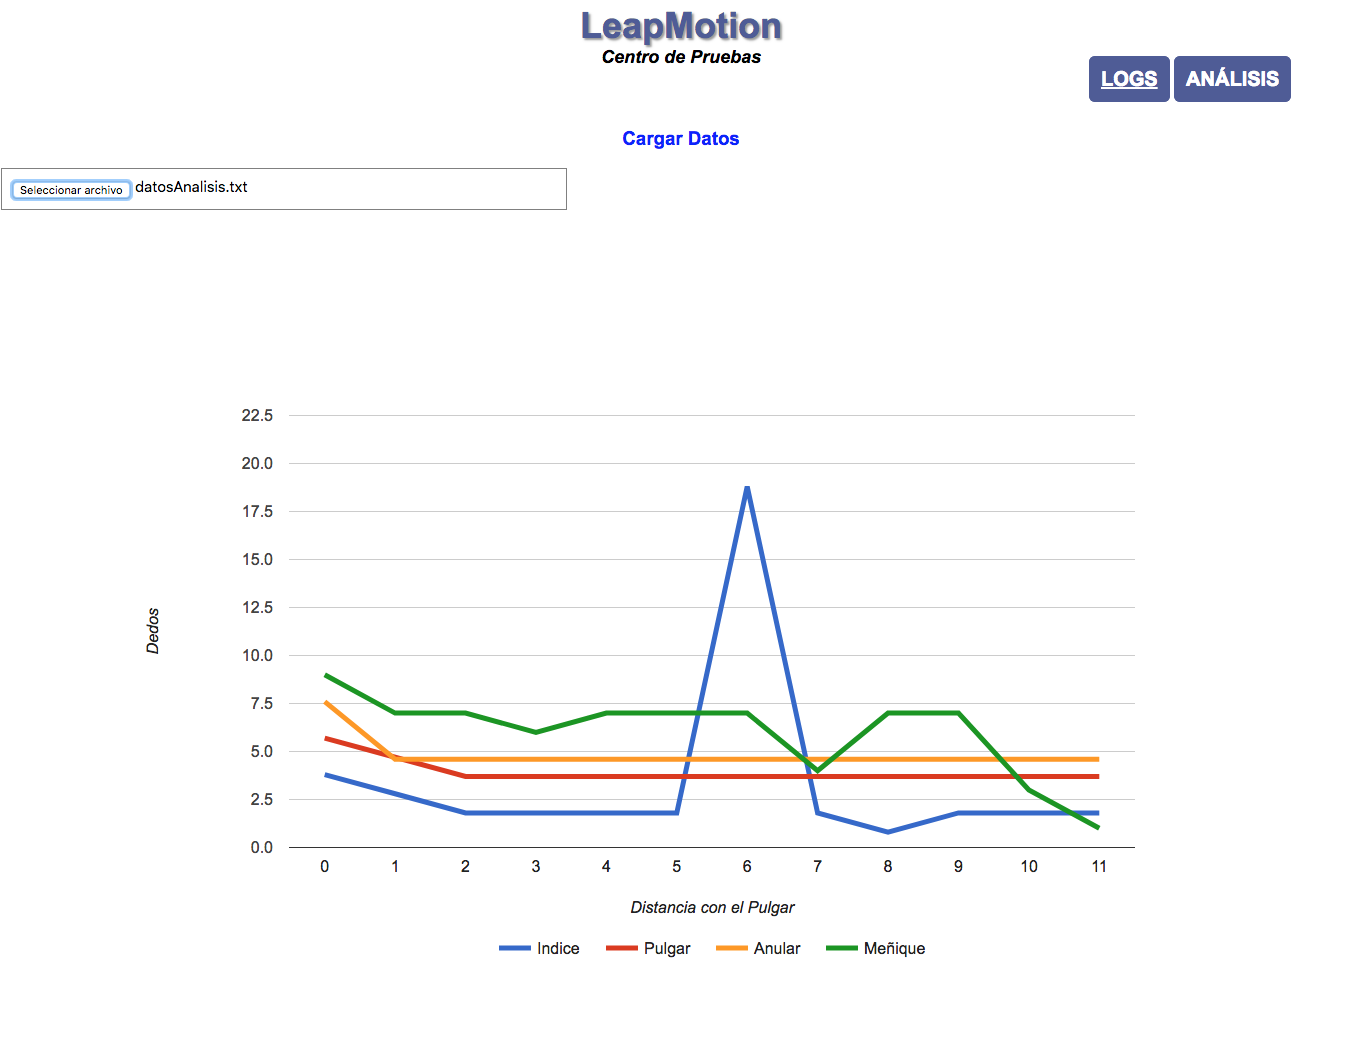 LeapMotion
Centro de Pruebas
LOGS ANÁLISIS
Cargar Datos
Seleccionar archivo datosAnalisis.txt
22.5
20.0
17.5
15.0
12.5
10.0
7.5
5.0
2.5
0.0
Dedos
0 1 2 3 4 5 6 7 8 9 10 11
Distancia con el Pulgar
Indice Pulgar Anular Meñique